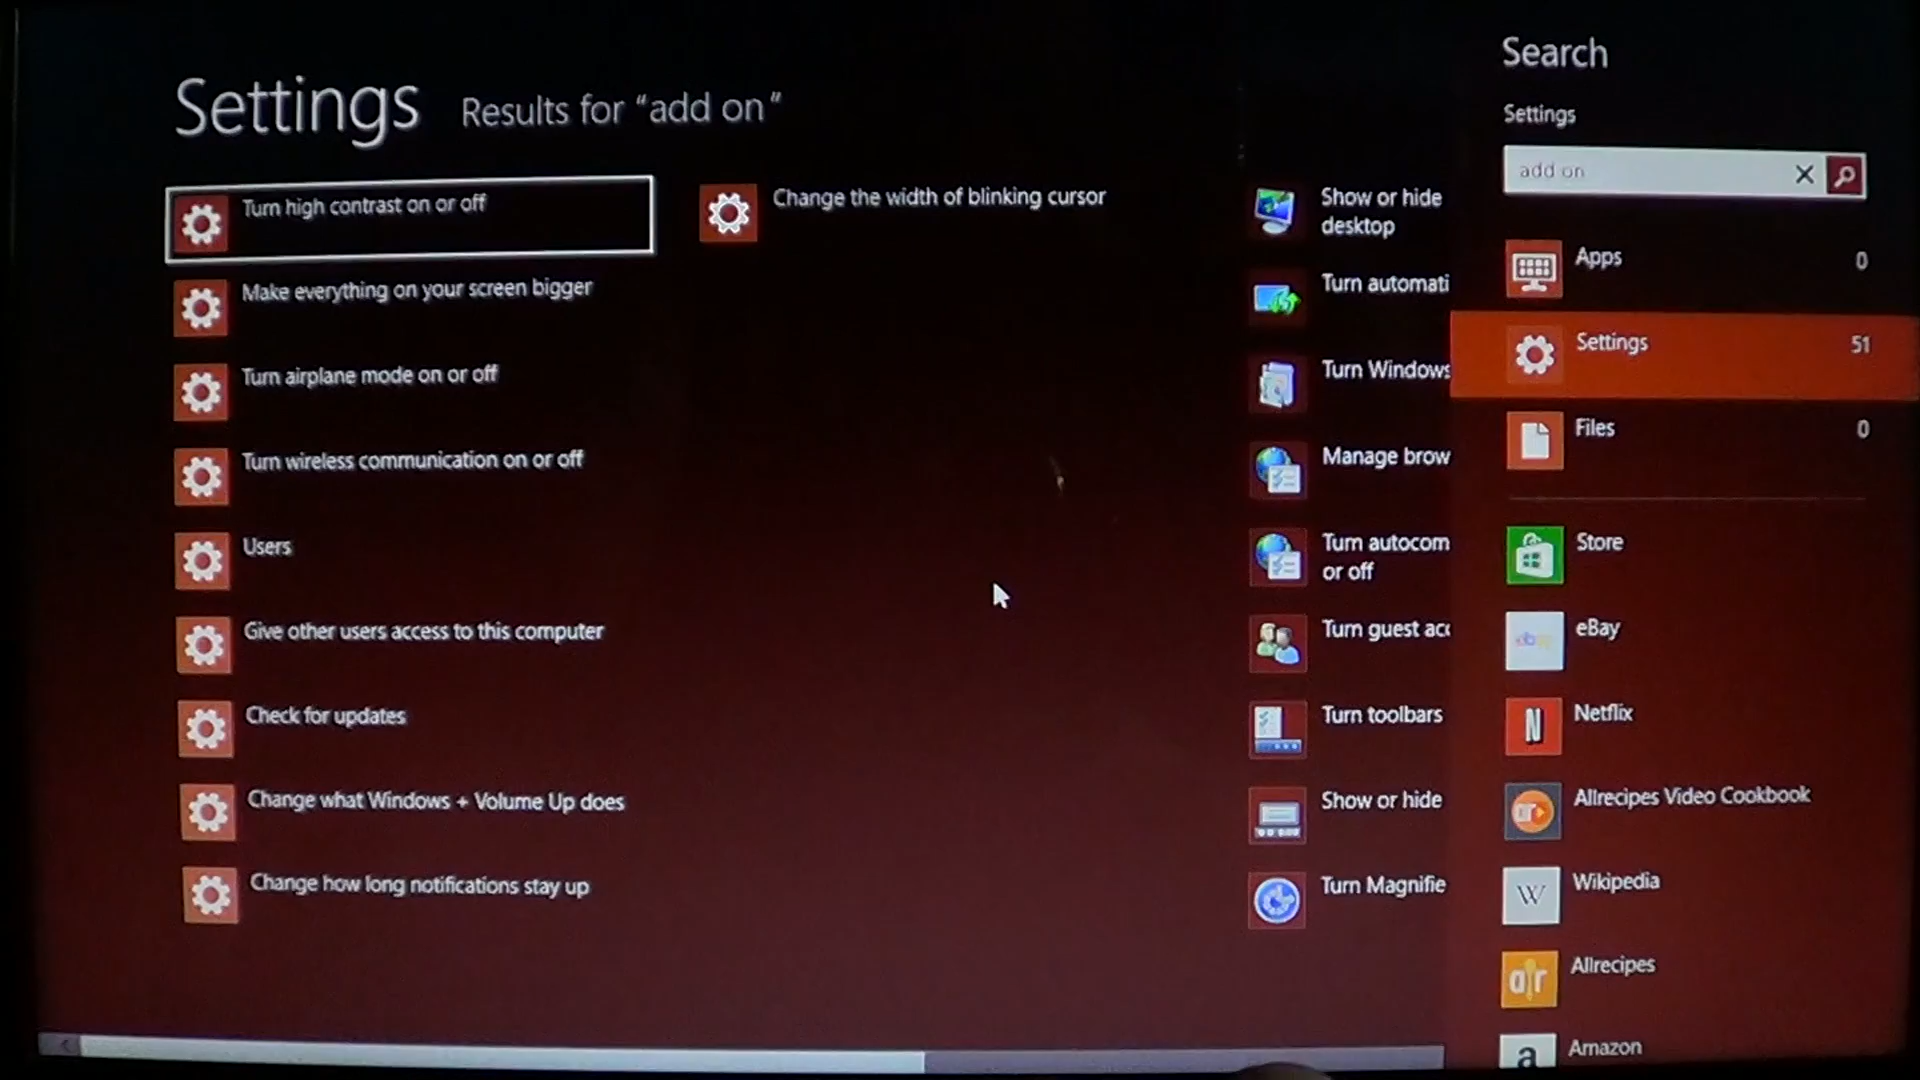 Settings Results for "add on"
Turn high contrast on or off
Make everything on your screen bigger
Turn airplane mode on or off
Turn wireless communication on or off
Users
Give other users access to this computer
Check for updates
Change what Windows + Volume Up does
Change how long notifications stay up
Change the width of blinking cursor
Show or hide
desktop
Turn automati
Turn Windows
Manage brow
Turn autocom
or off
Turn guest acc
Turn toolbars
Show or hide
Turn Magnifie
Search
Settings
add on
Apps 0
Settings 51
Files 0
Store
eBay
Netflix
Allrecipes Video Cookbook
Wikipedia
Allrecipes
Amazon